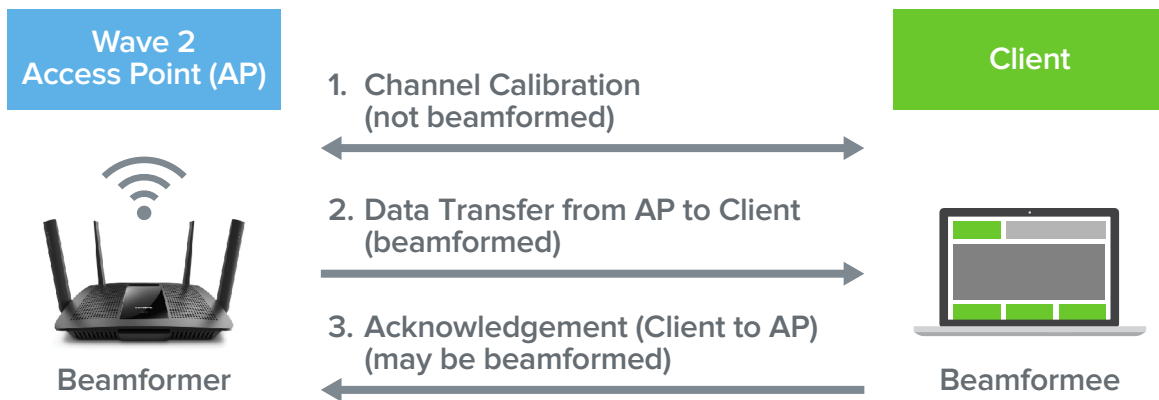 Wave 2
Access Point (AP)
Client
1. Channel Calibration
(not beamformed)
2. Data Transfer from AP to Client
(beamformed)
3. Acknowledgement (Client to AP)
(may be beamformed)
Beamformer
Beamformee